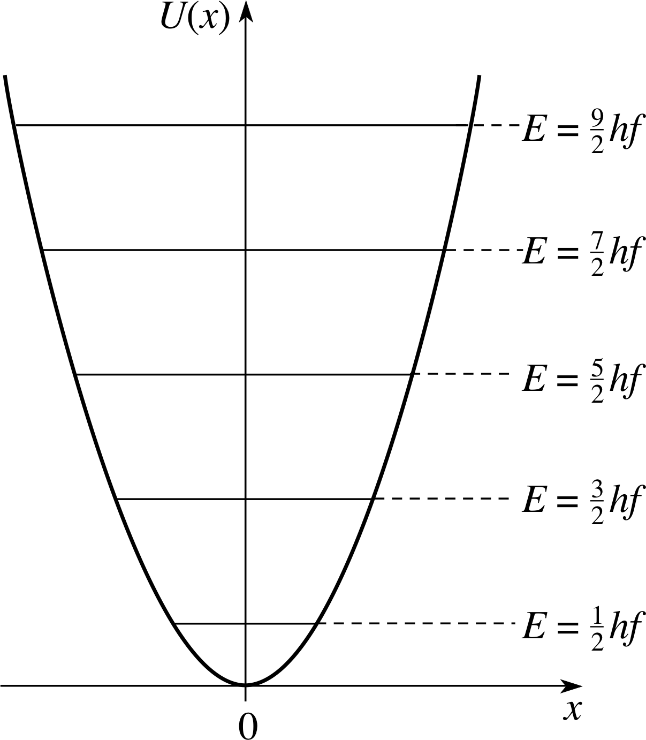 U(x)
E = 9/2 hf
E = 7/2 hf
E = 5/2 hf
E = 3/2 hf
E = 1/2 hf
x
0